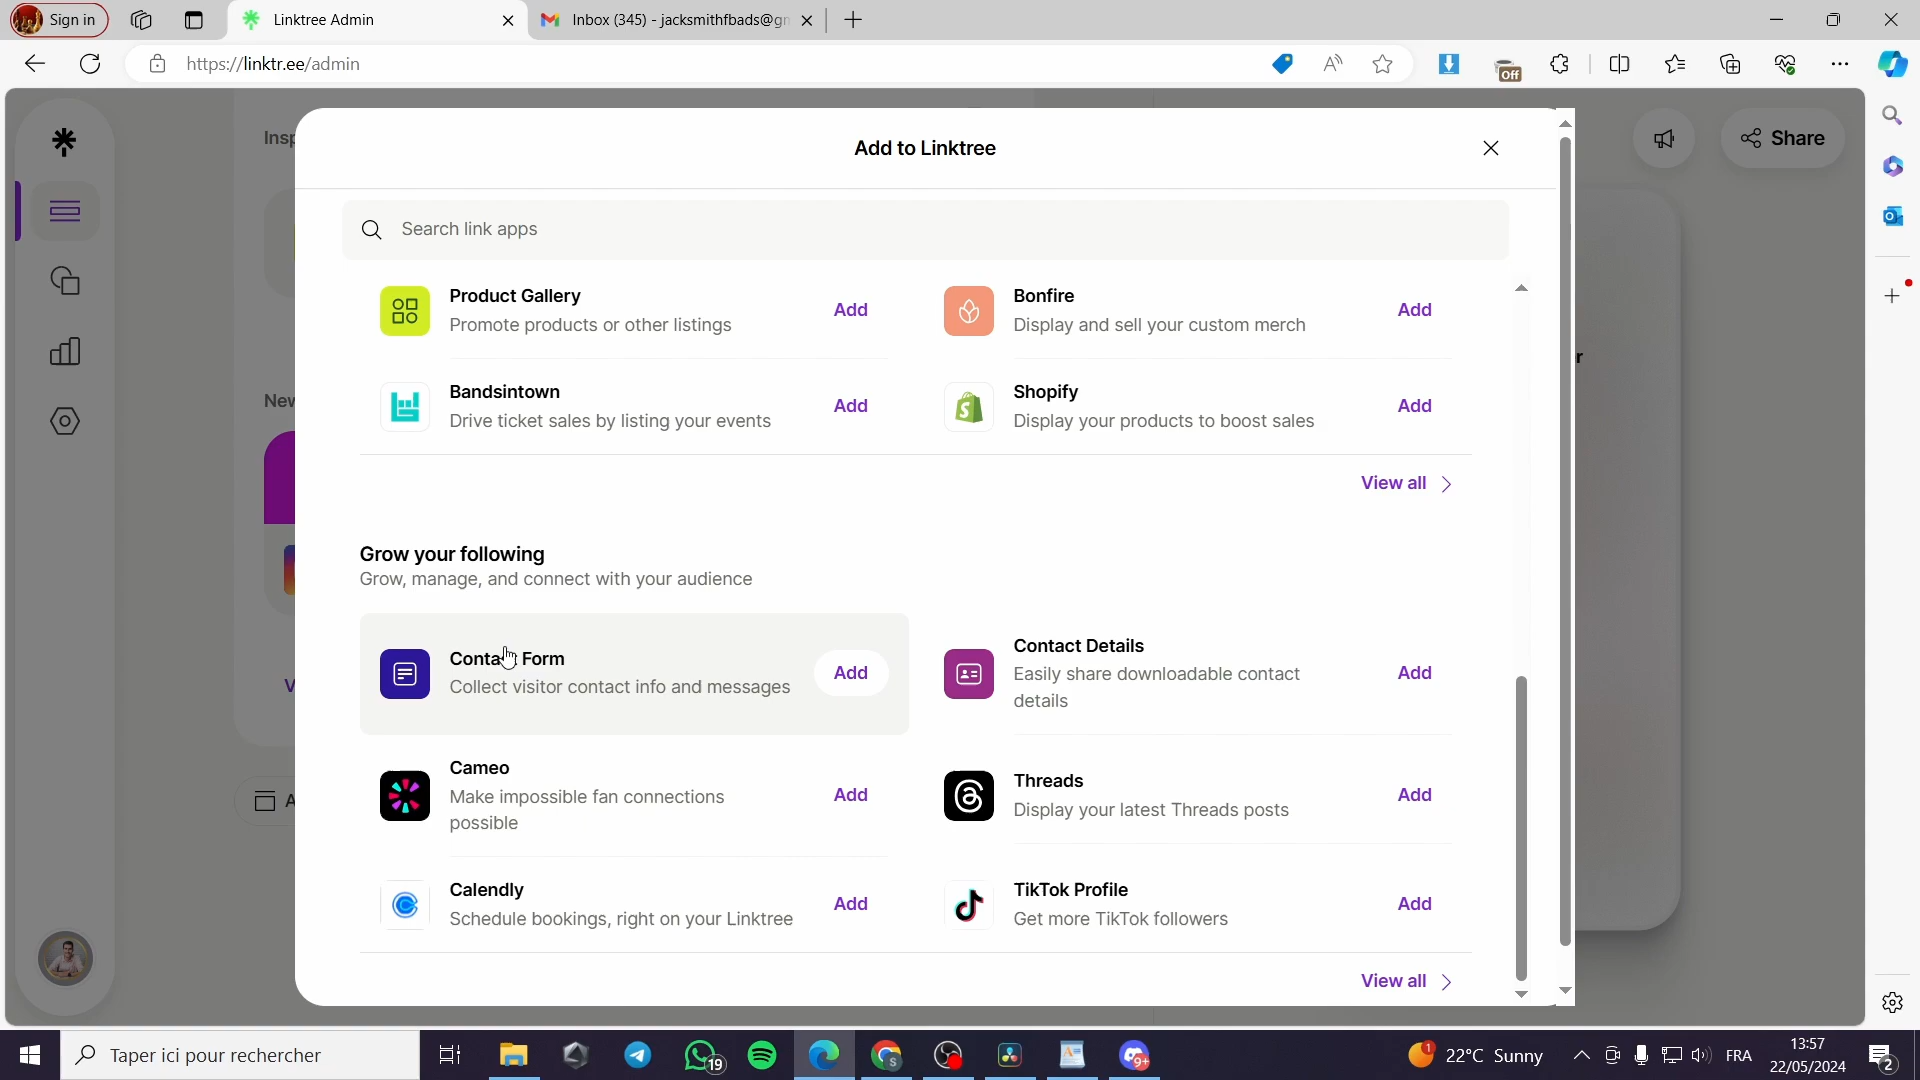 Sign in
Linktree Admin
Inbox (345) - jacksmithfbads@gm
https://linktr.ee/admin
Off
Insp
Add to Linktree
Share
Search link apps
Product Gallery
Promote products or other listings
Add
Bonfire
Display and sell your custom merch
Add
r
New
Bandsintown
Drive ticket sales by listing your events
Add
Shopify
Display your products to boost sales
Add
View all
Grow your following
Grow, manage, and connect with your audience
Contact Form
Collect visitor contact info and messages
Add
Contact Details
Easily share downloadable contact
details
Add
V
Cameo
Make impossible fan connections
possible
Add
Threads
Display your latest Threads posts
Add
A
Calendly
Schedule bookings, right on your Linktree
Add
TikTok Profile
Get more TikTok followers
Add
View all
Taper ici pour rechercher
19
9+
1
22°C Sunny
FRA
13:57
22/05/2024
2